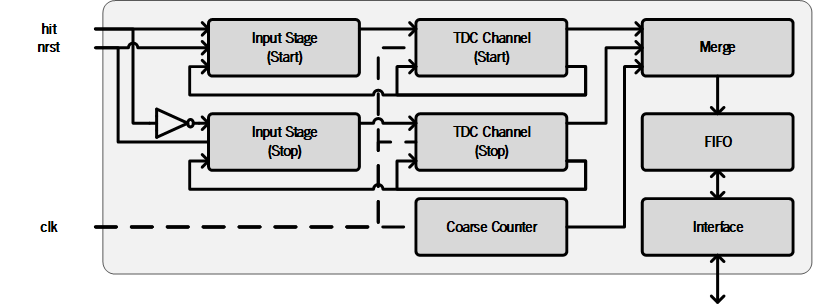 hit
nrst
Input Stage
(Start)
TDC Channel
(Start)
Merge
Input Stage
(Stop)
TDC Channel
(Stop)
FIFO
clk
Coarse Counter
Interface